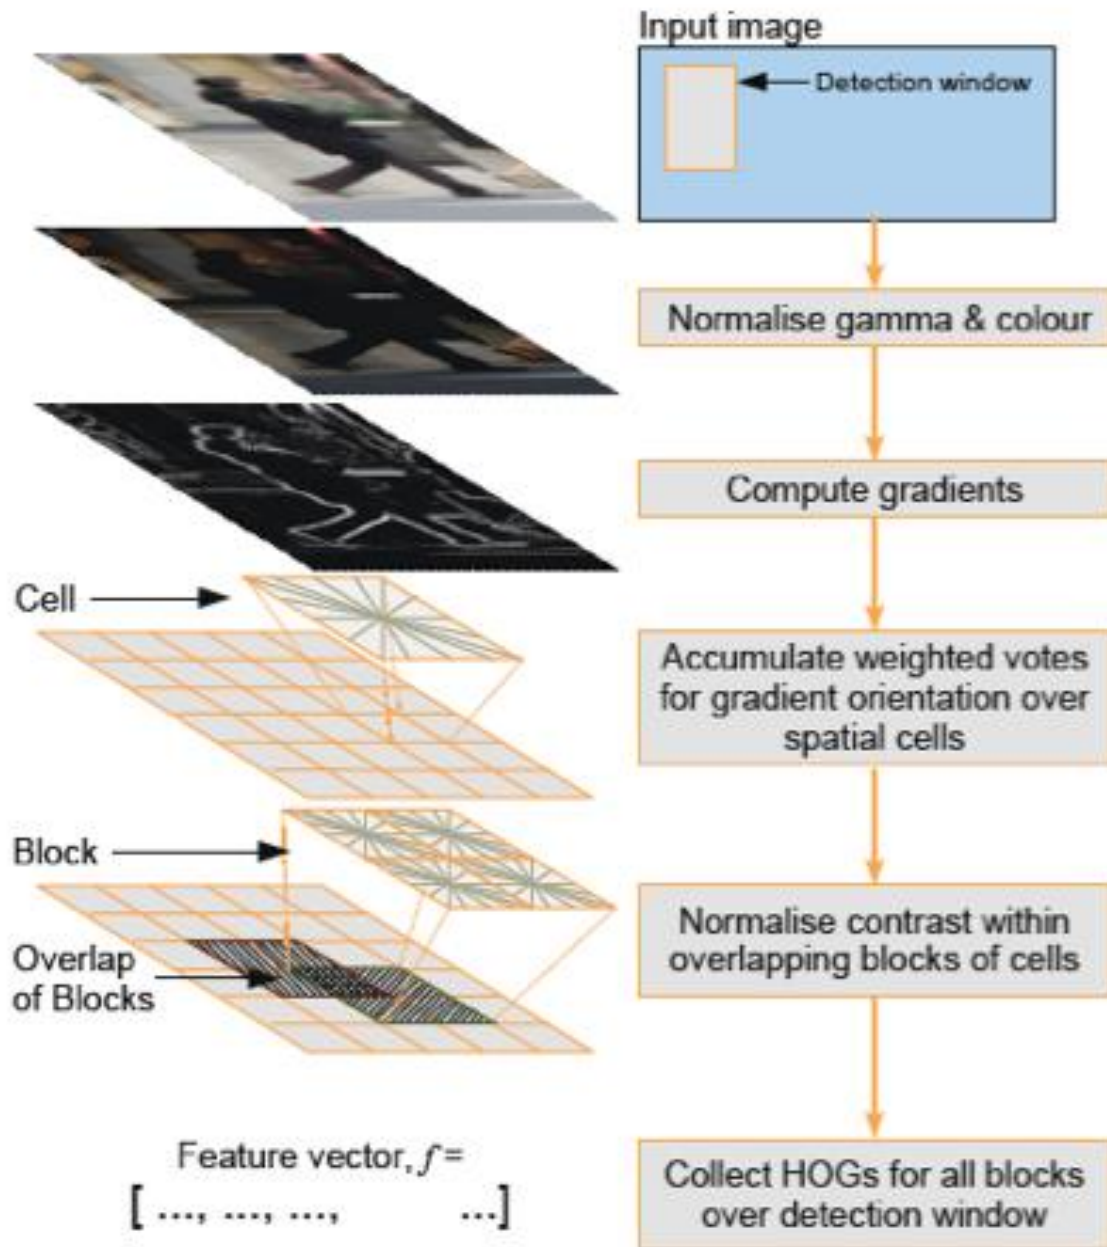 Input image
Detection window
Normalise gamma & colour
Compute gradients
Cell
Accumulate weighted votes
for gradient orientation over
spatial cells
Block
Overlap
of Blocks
Normalise contrast within
overlapping blocks of cells
Feature vector, f =
[ ..., ..., ..., ...]
Collect HOGs for all blocks
over detection window